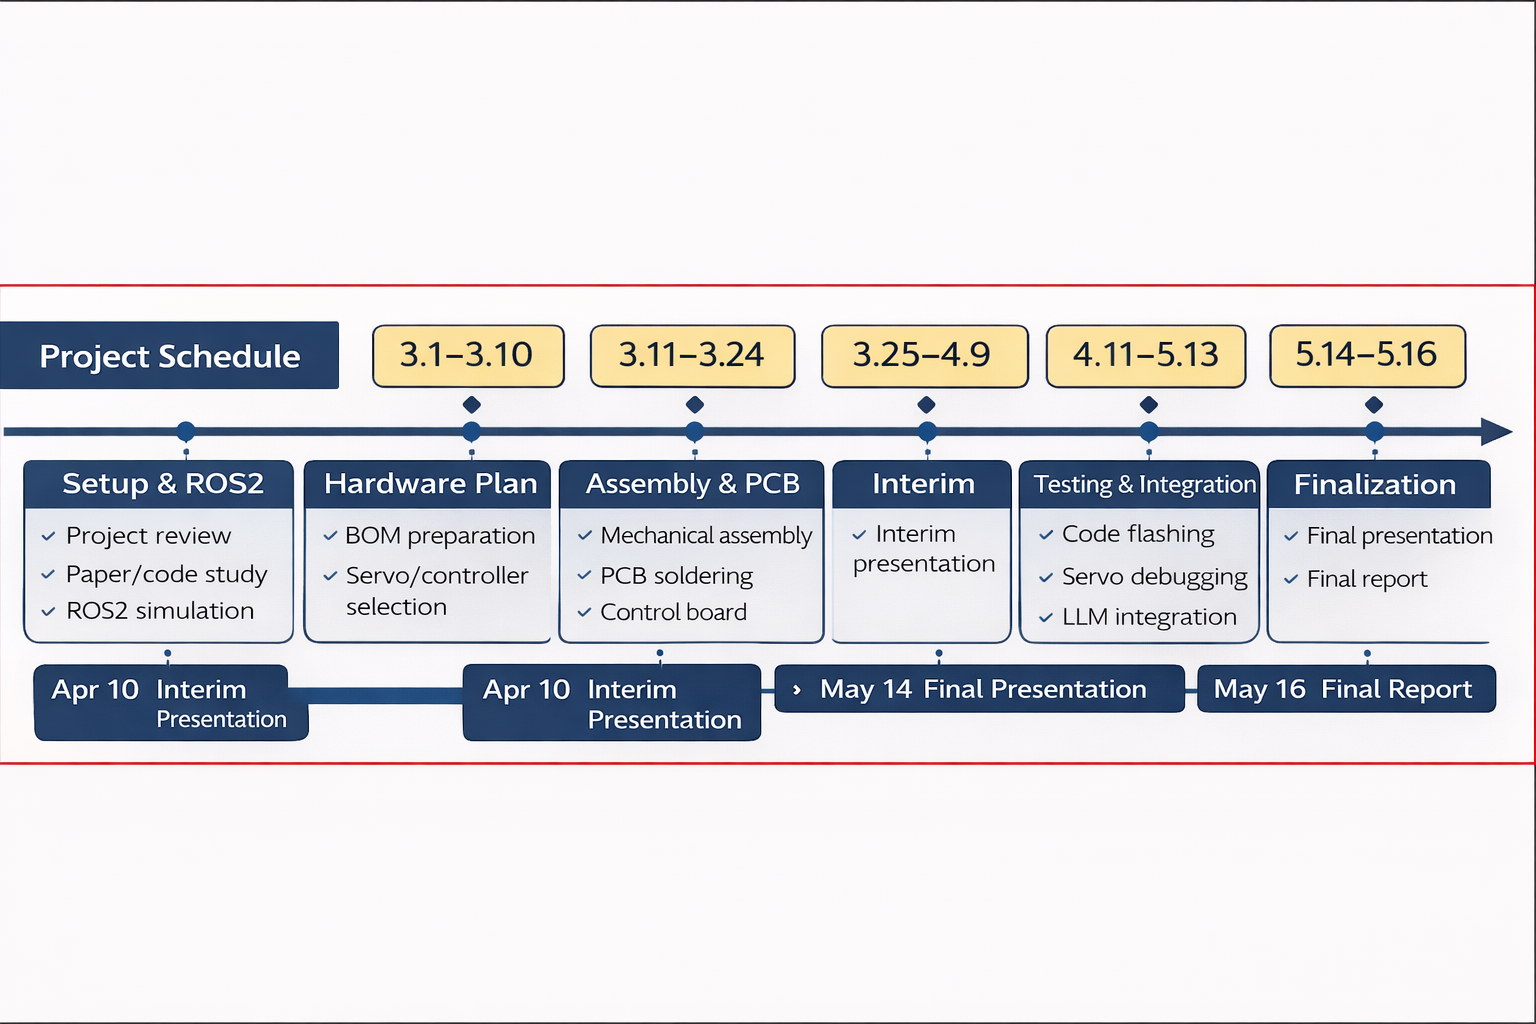 Project Schedule
3.1–3.10
3.11–3.24
3.25–4.9
4.11–5.13
5.14–5.16
Setup & ROS2
✓ Project review
✓ Paper/code study
✓ ROS2 simulation
Hardware Plan
✓ BOM preparation
✓ Servo/controller
selection
Assembly & PCB
✓ Mechanical assembly
✓ PCB soldering
✓ Control board
Interim
✓ Interim
presentation
Testing & Integration
✓ Code flashing
✓ Servo debugging
✓ LLM integration
Finalization
✓ Final presentation
✓ Final report
Apr 10 Interim
Presentation
Apr 10 Interim
Presentation
› May 14 Final Presentation
May 16 Final Report